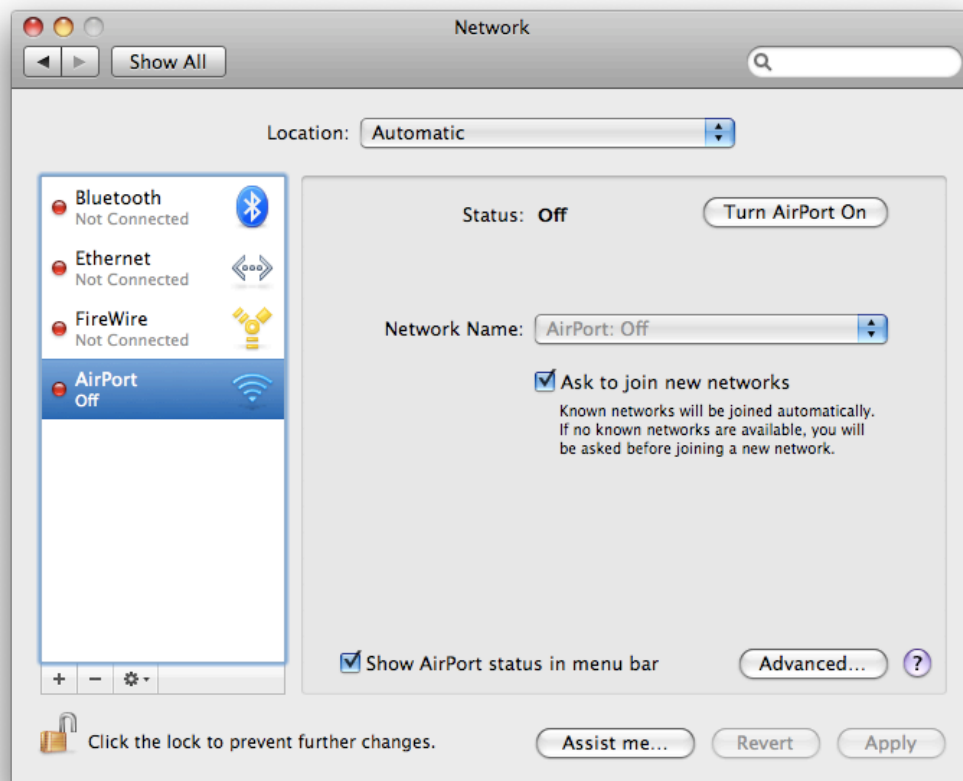 Network
Show All
Location: Automatic
Bluetooth
Not Connected
Ethernet
Not Connected
FireWire
Not Connected
AirPort
Off
Status: Off
Turn AirPort On
Network Name: AirPort: Off
Ask to join new networks
Known networks will be joined automatically.
If no known networks are available, you will
be asked before joining a new network.
Show AirPort status in menu bar
Advanced...
?
Click the lock to prevent further changes.
Assist me...
Revert
Apply